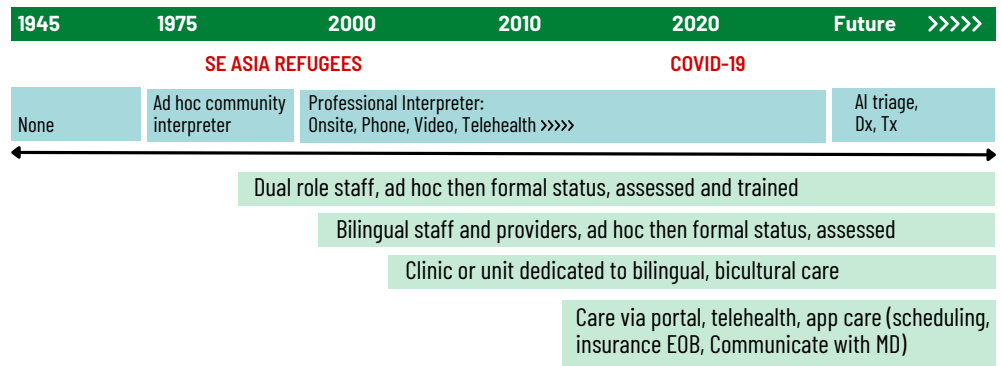 1945 1975 2000 2010 2020 Future >>>>>
SE ASIA REFUGEES COVID-19
None
Ad hoc community
interpreter
Professional Interpreter:
Onsite, Phone, Video, Telehealth >>>>>
AI triage,
Dx, Tx
Dual role staff, ad hoc then formal status, assessed and trained
Bilingual staff and providers, ad hoc then formal status, assessed
Clinic or unit dedicated to bilingual, bicultural care
Care via portal, telehealth, app care (scheduling,
insurance EOB, Communicate with MD)